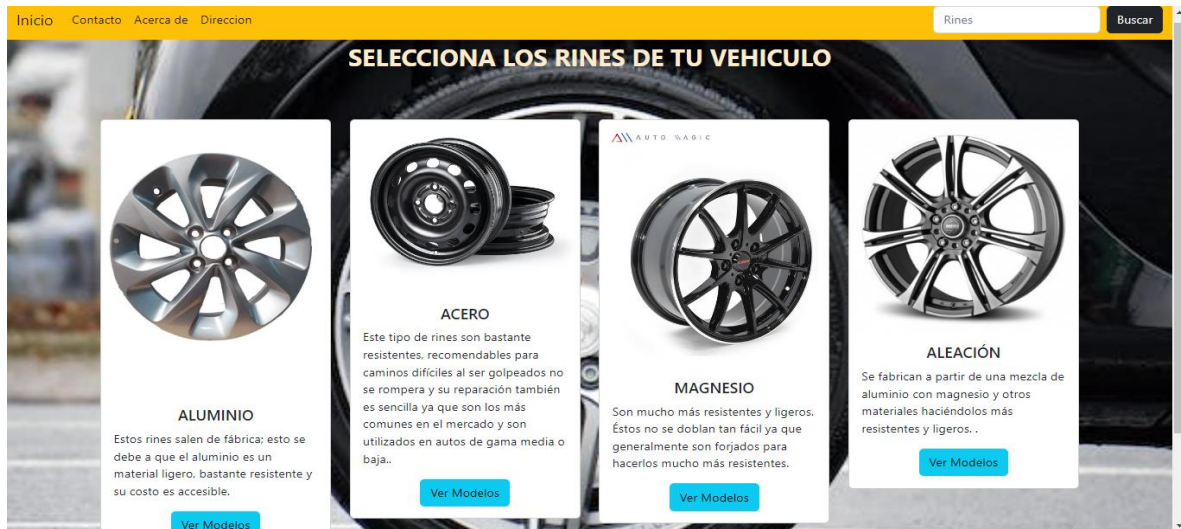 Inicio Contacto Acerca de Direccion Rines Buscar
SELECCIONA LOS RINES DE TU VEHICULO
ALUMINIO
Estos rines salen de fábrica; esto se
debe a que el aluminio es un
material ligero, bastante resistente y
su costo es accesible.
Ver Modelos
ACERO
Este tipo de rines son bastante
resistentes, recomendables para
caminos difíciles al ser golpeados no
se rompera y su reparación también
es sencilla ya que son los más
comunes en el mercado y son
utilizados en autos de gama media o
baja..
Ver Modelos
AUTO MAGIC
MAGNESIO
Son mucho más resistentes y ligeros.
Éstos no se doblan tan fácil ya que
generalmente son forjados para
hacerlos mucho más resistentes.
Ver Modelos
ALEACIÓN
Se fabrican a partir de una mezcla de
aluminio con magnesio y otros
materiales haciéndolos más
resistentes y ligeros. .
Ver Modelos